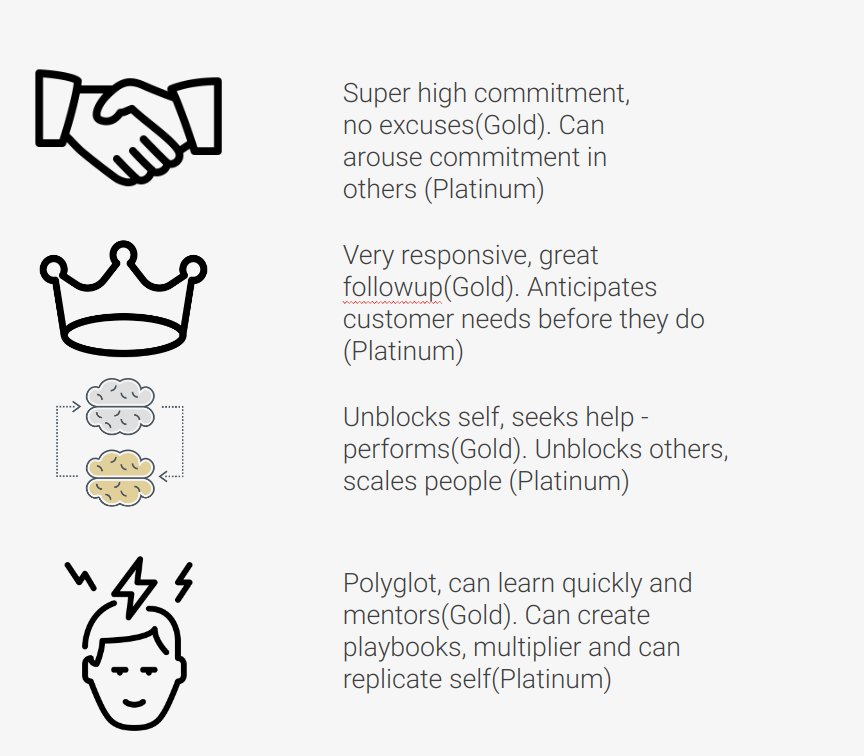 Super high commitment,
no excuses(Gold). Can
arouse commitment in
others (Platinum)
Very responsive, great
followup(Gold). Anticipates
customer needs before they do
(Platinum)
Unblocks self, seeks help -
performs(Gold). Unblocks others,
scales people (Platinum)
Polyglot, can learn quickly and
mentors(Gold). Can create
playbooks, multiplier and can
replicate self(Platinum)